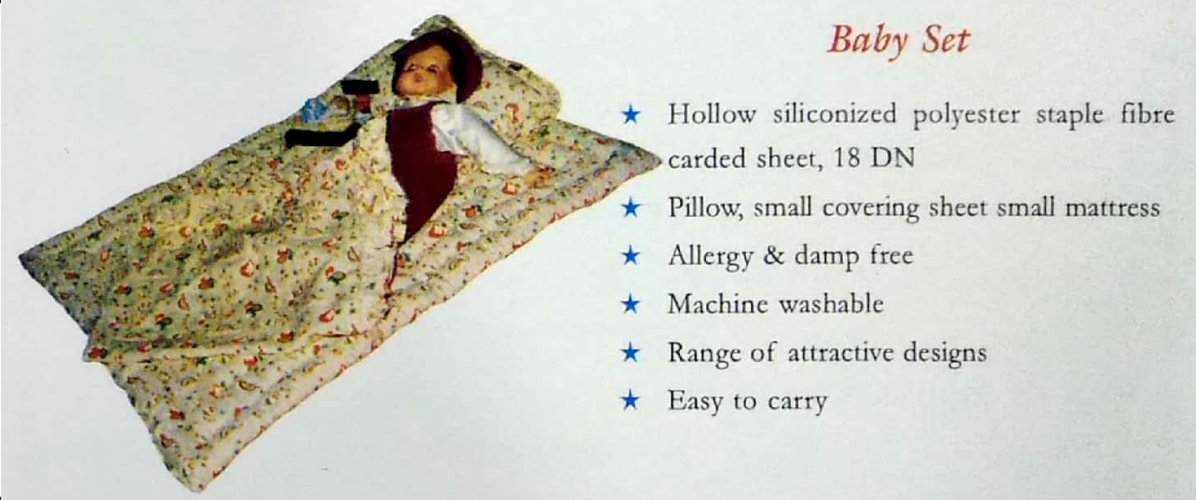 Baby Set
★ Hollow siliconized polyester staple fibre
carded sheet, 18 DN
★ Pillow, small covering sheet small mattress
★ Allergy & damp free
★ Machine washable
★ Range of attractive designs
★ Easy to carry